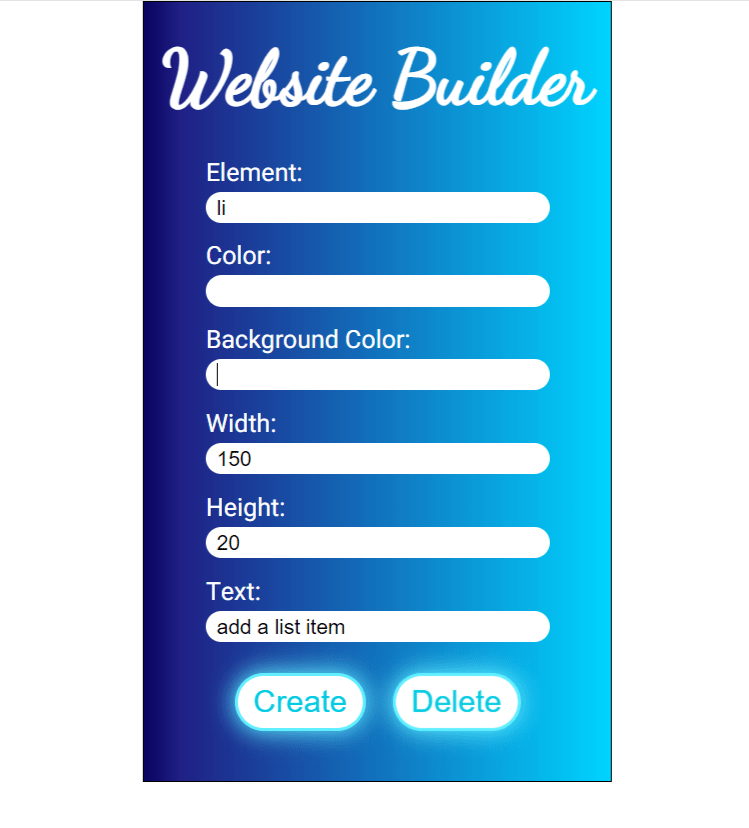 Website Builder
Element:
li
Color:
Background Color:
Width:
150
Height:
20
Text:
add a list item
Create Delete